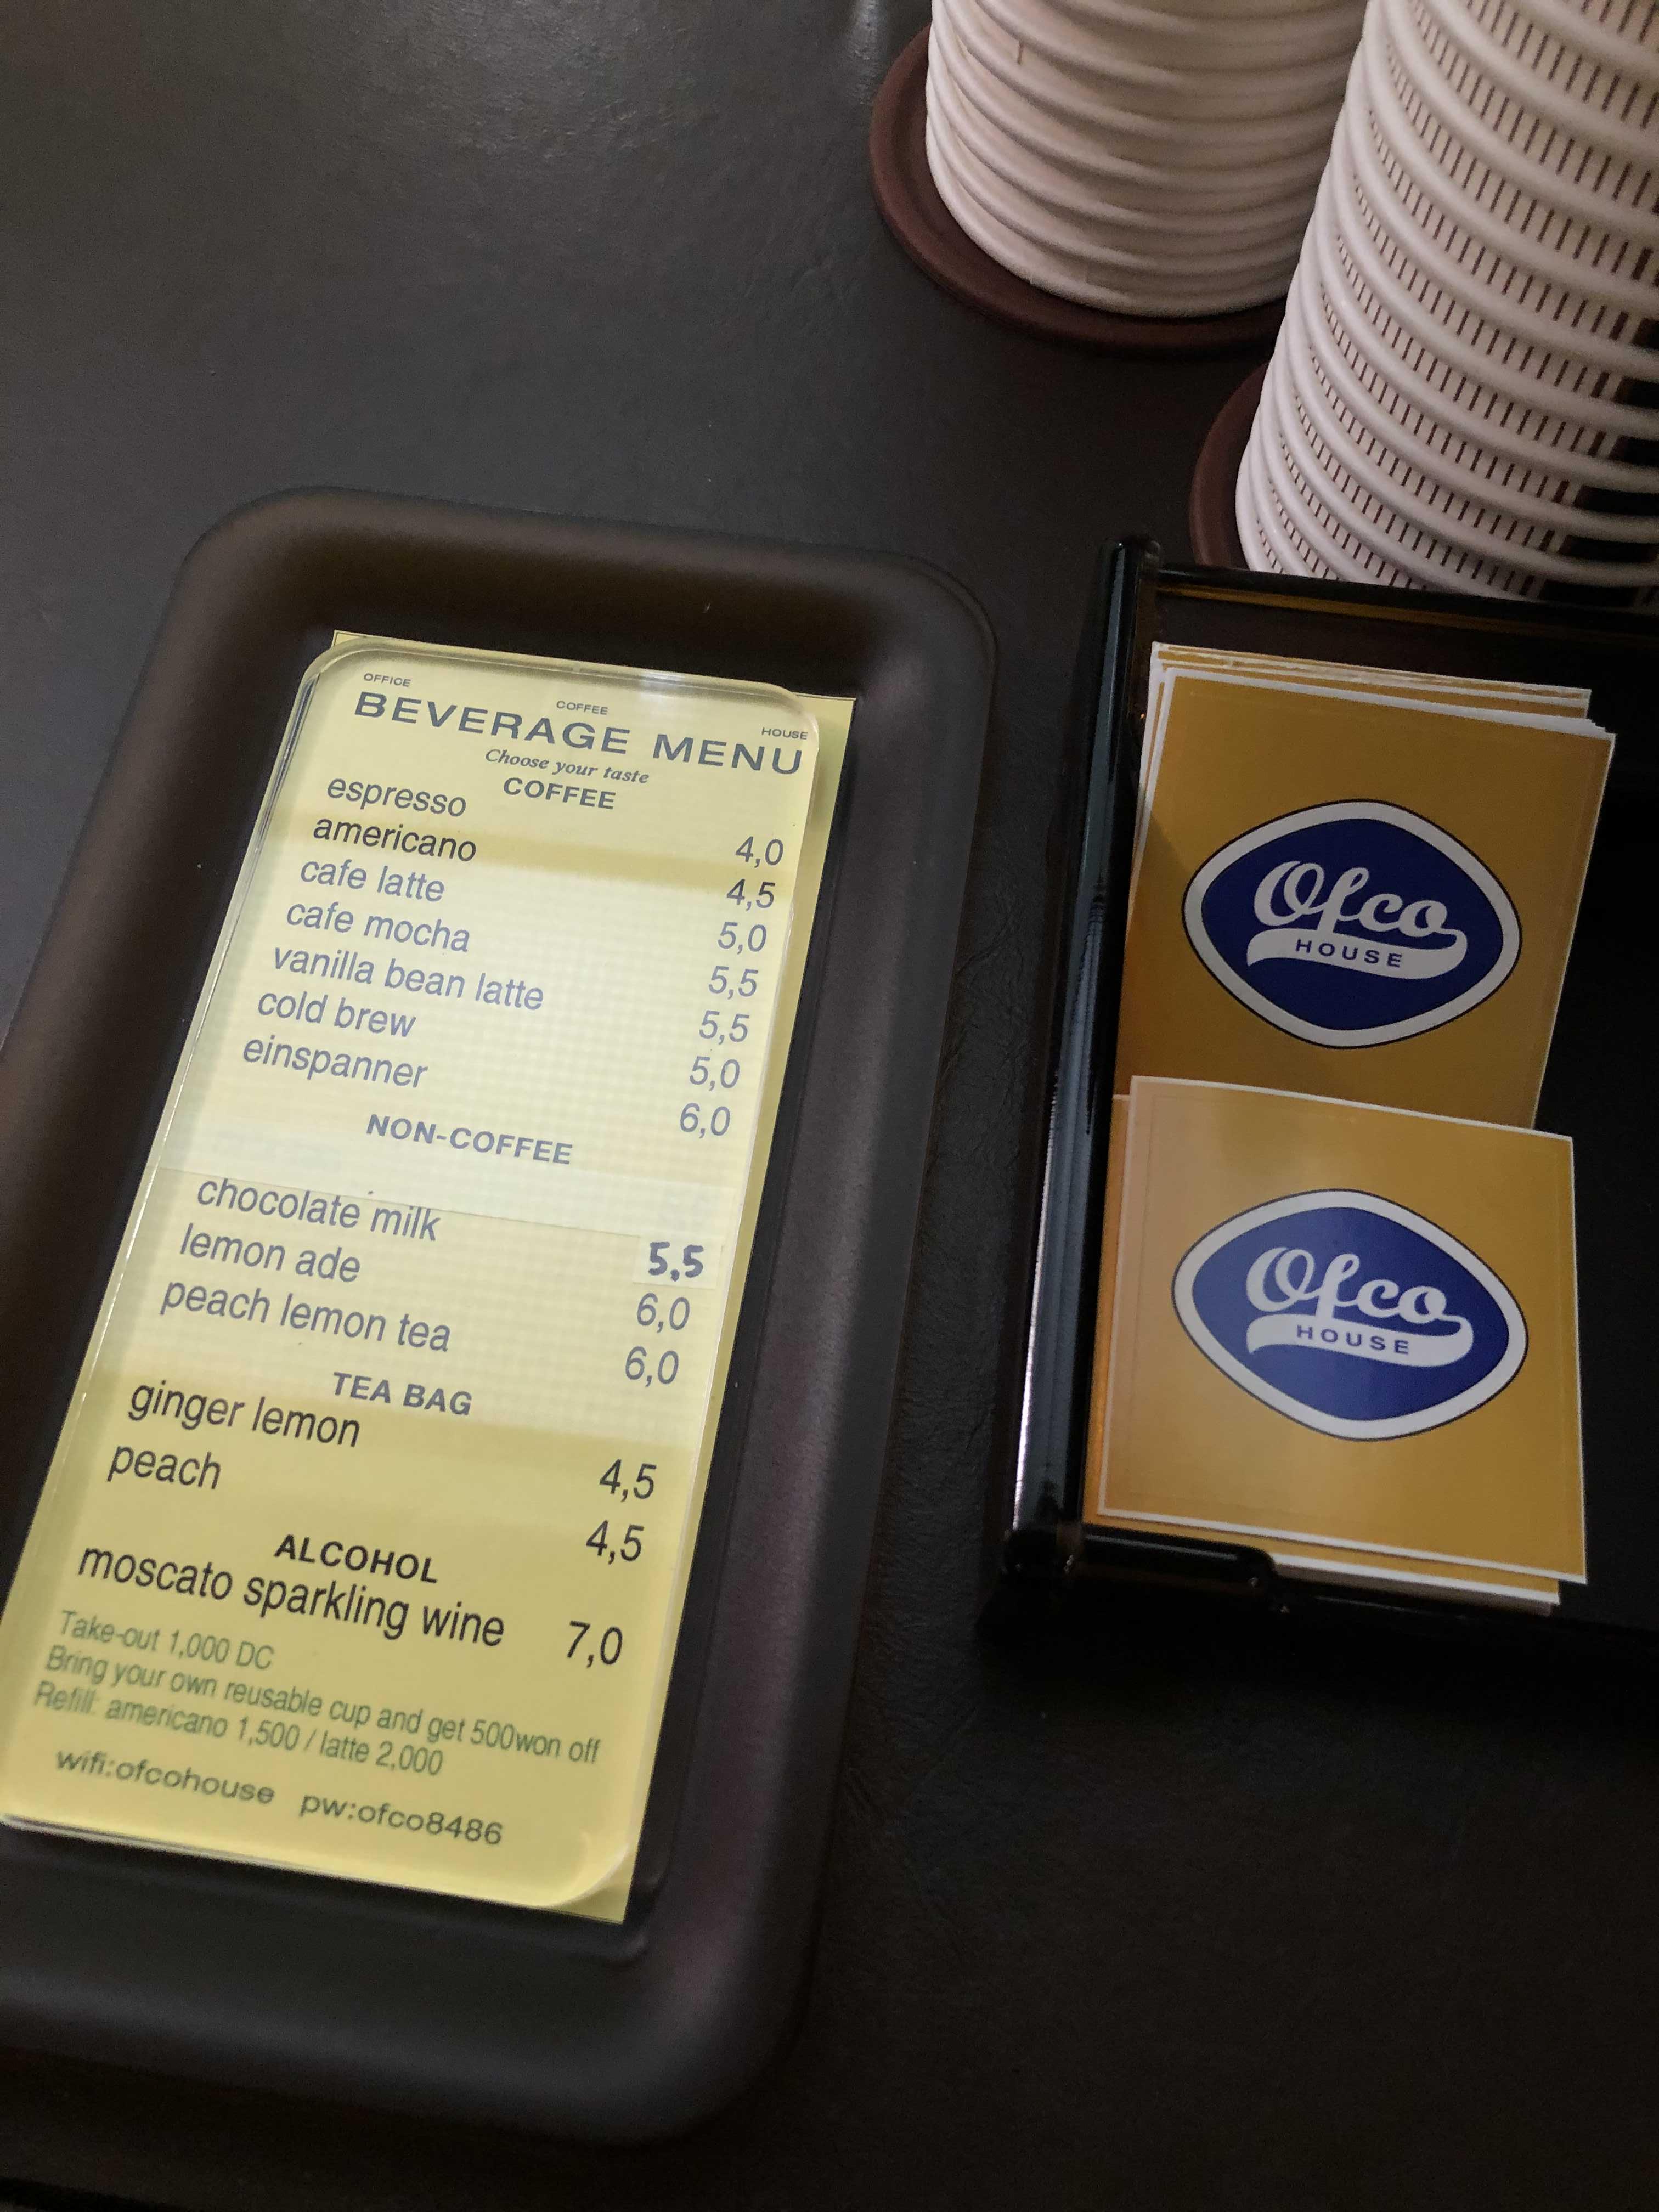 OFFICE COFFEE HOUSE
BEVERAGE MENU
Choose your taste
COFFEE
espresso 4,0
americano 4,5
cafe latte 5,0
cafe mocha 5,5
vanilla bean latte 5,5
cold brew 5,0
einspanner 6,0
NON-COFFEE
chocolate milk 5.5
lemon ade 6,0
peach lemon tea 6,0
TEA BAG
ginger lemon 4,5
peach 4,5
ALCOHOL
moscato sparkling wine 7,0
Take-out 1,000 DC
Bring your own reusable cup and get 500won off
Refill: americano 1,500 / latte 2,000
wifi:ofcohouse pw:ofco8486
Ofco
HOUSE
Ofco
HOUSE